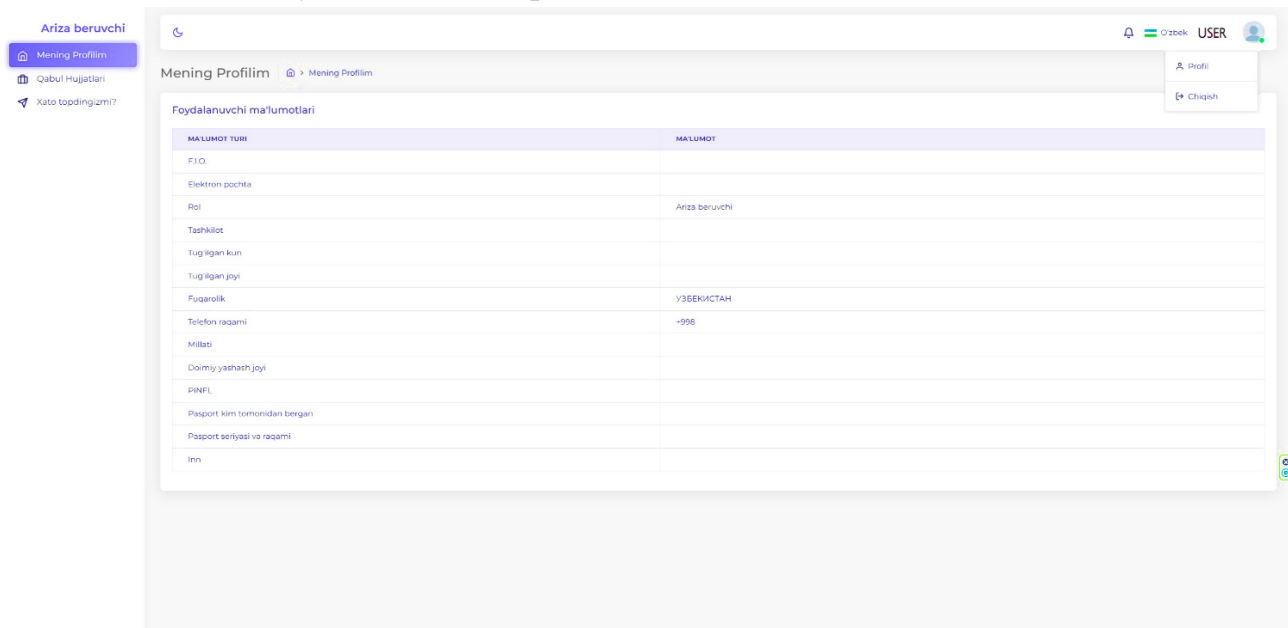 Ariza beruvchi
Mening Profilim
Qabul Hujjatlari
Xato topdingizmi?
O'zbek USER
Profil
Chiqish
Mening Profilim > Mening Profilim
Foydalanuvchi ma'lumotlari
MA'LUMOT TURI MA'LUMOT
F.I.O.
Elektron pochta
Rol Ariza beruvchi
Tashkilot
Tug'ilgan kun
Tug'ilgan joyi
Fuqarolik УЗБЕКИСТАН
Telefon raqami +998
Millati
Doimiy yashash joyi
PINFL
Pasport kim tomonidan bergan
Pasport seriyasi va raqami
Inn